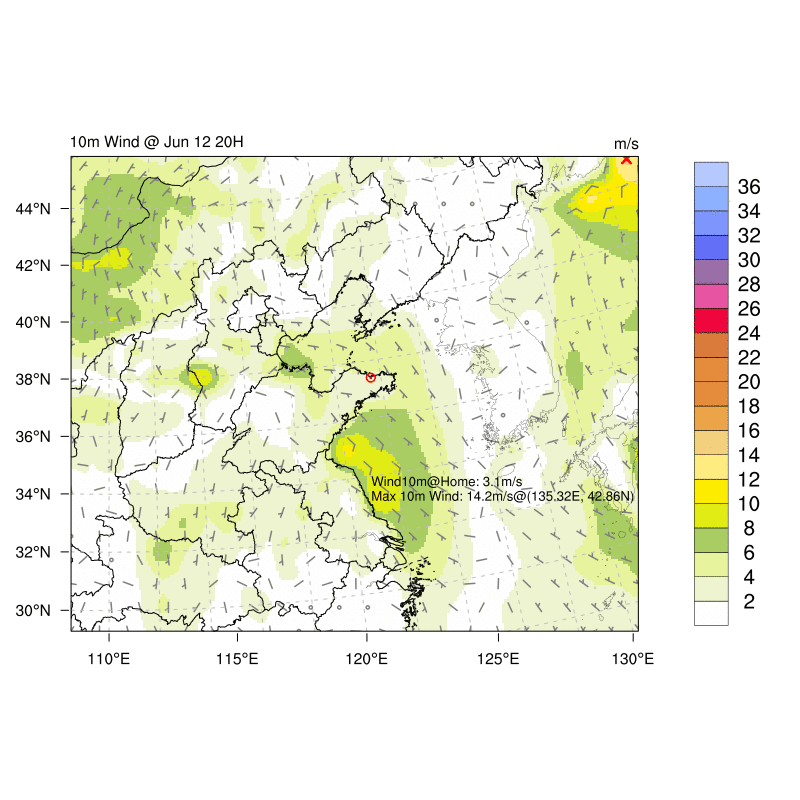 10m Wind @ Jun 12 20H
m/s
44°N
42°N
40°N
38°N
36°N
34°N
32°N
30°N
110°E
115°E
120°E
125°E
130°E
Wind10m@Home: 3.1m/s
Max 10m Wind: 14.2m/s@(135.32E, 42.86N)
36
34
32
30
28
26
24
22
20
18
16
14
12
10
8
6
4
2